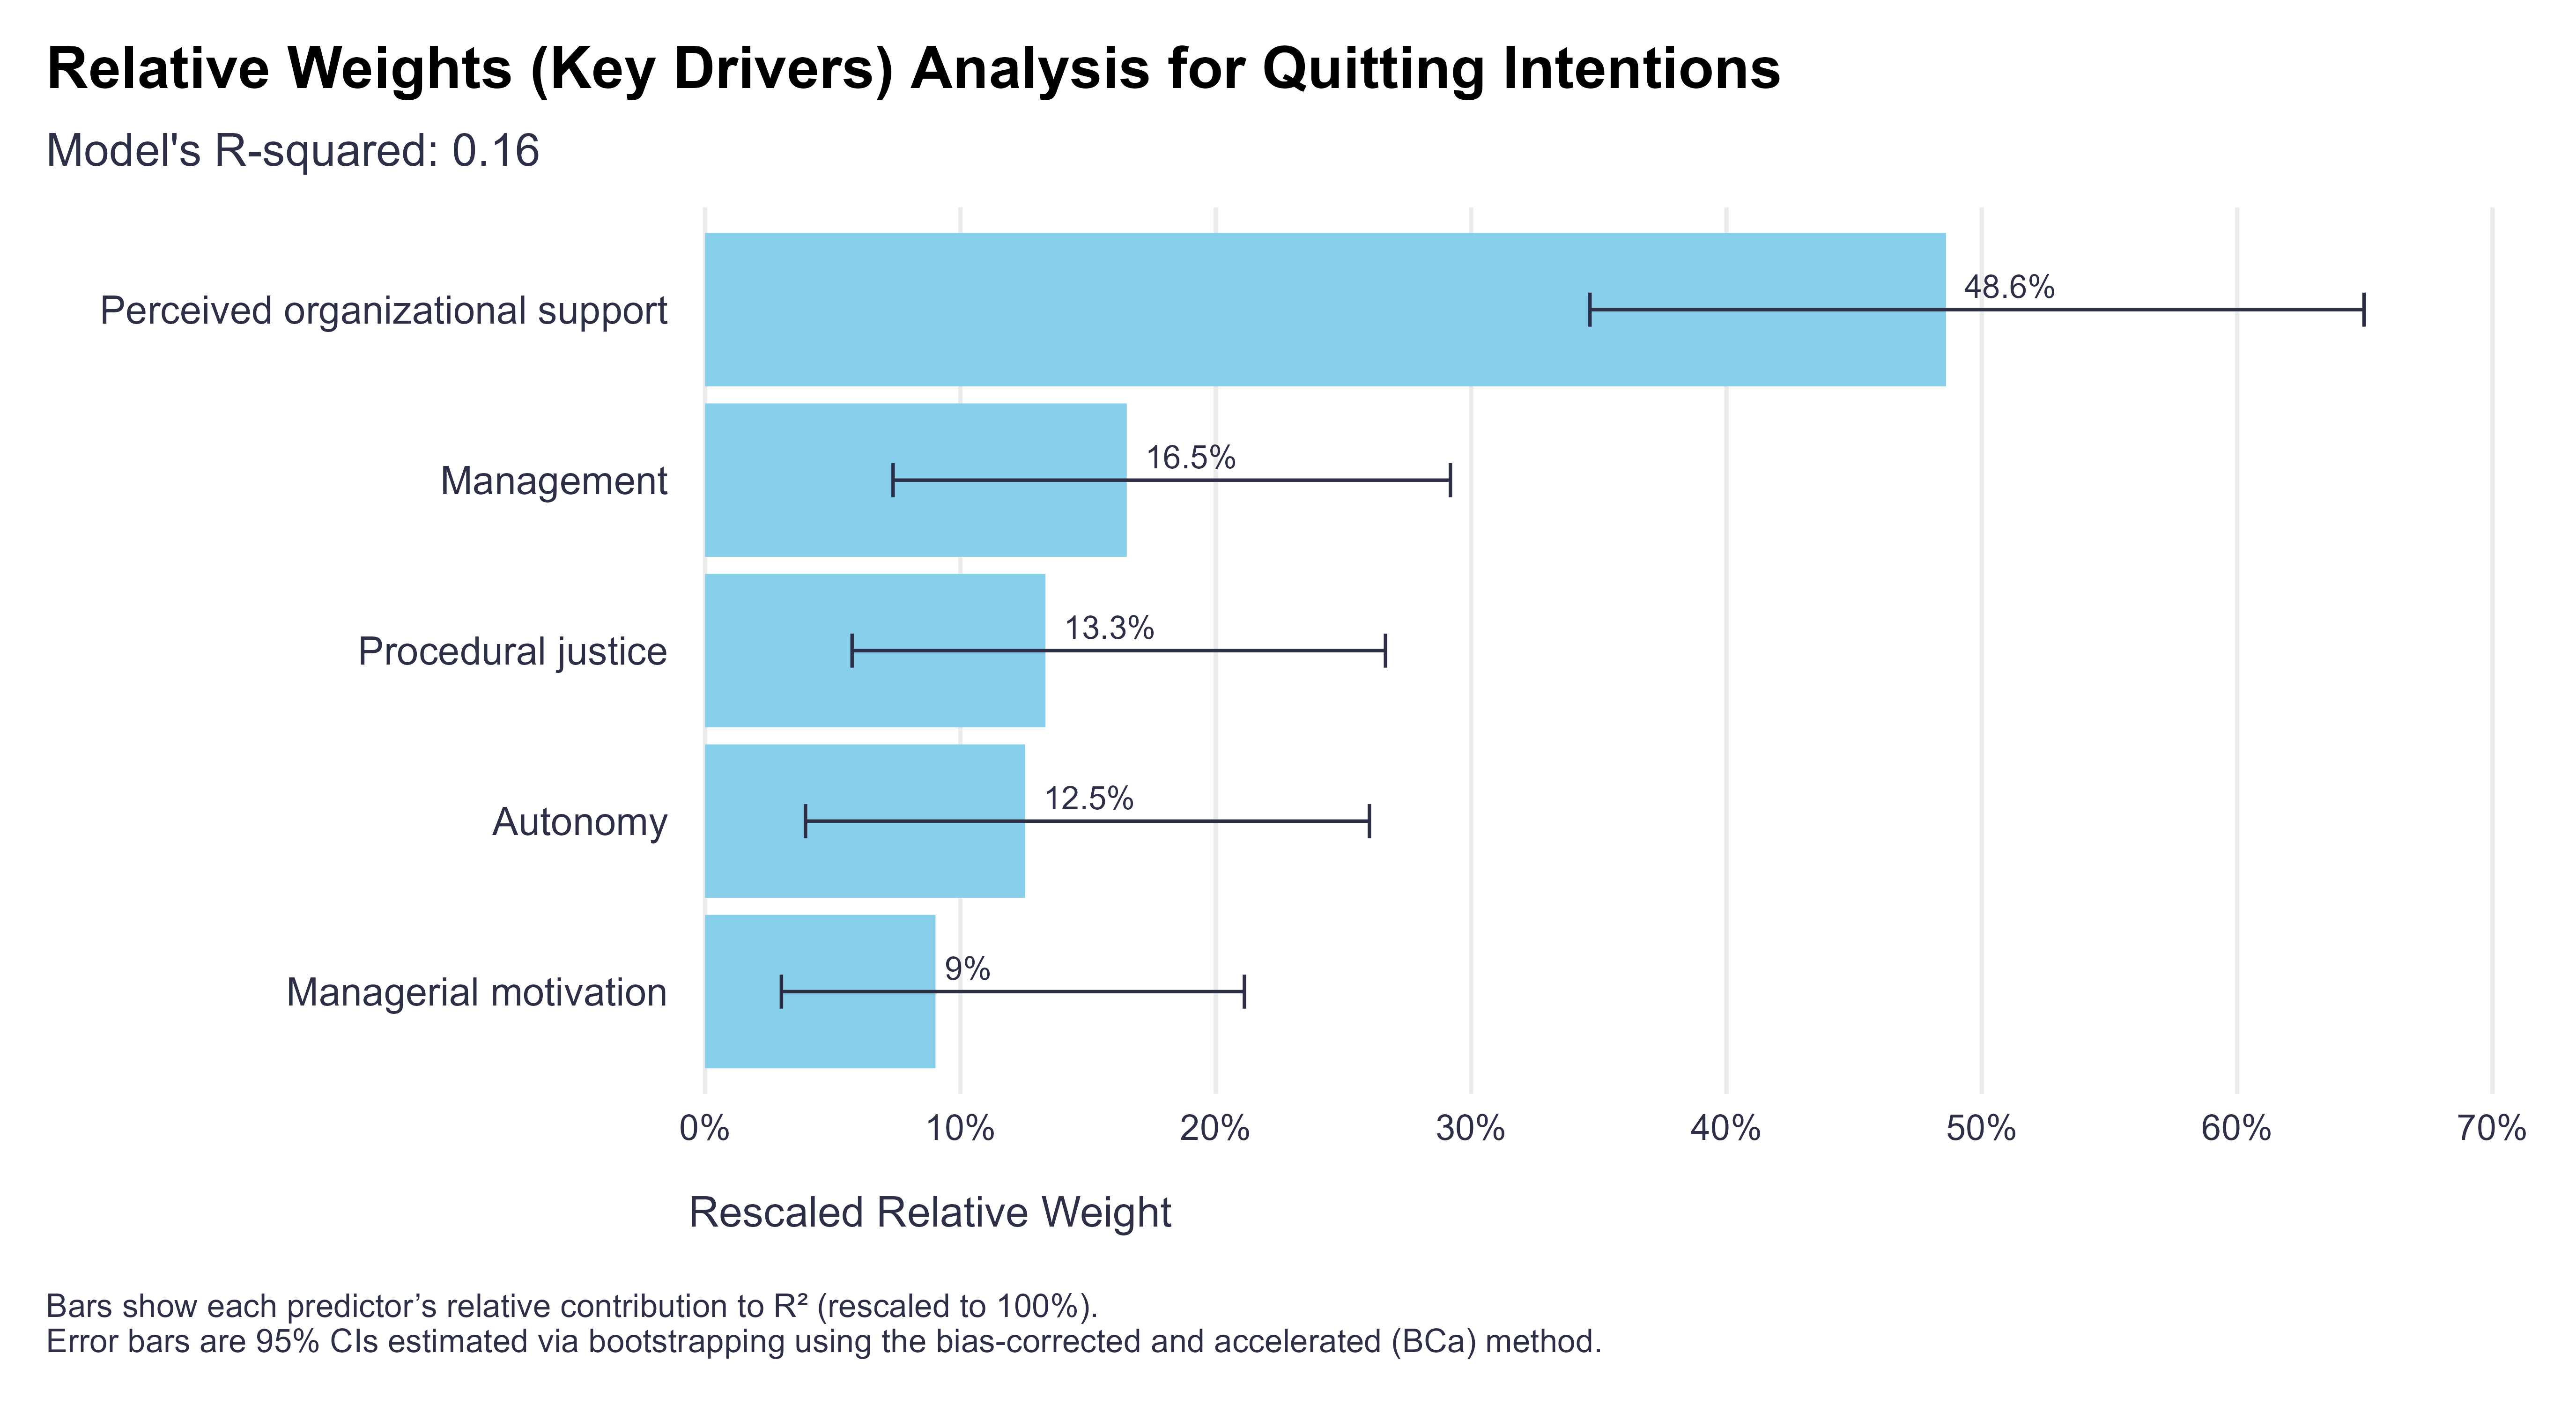 Relative Weights (Key Drivers) Analysis for Quitting Intentions
Model's R-squared: 0.16
Perceived organizational support
48.6%
Management
16.5%
Procedural justice
13.3%
Autonomy
12.5%
Managerial motivation
9%
0% 10% 20% 30% 40% 50% 60% 70%
Rescaled Relative Weight
Bars show each predictor’s relative contribution to R² (rescaled to 100%).
Error bars are 95% CIs estimated via bootstrapping using the bias-corrected and accelerated (BCa) method.